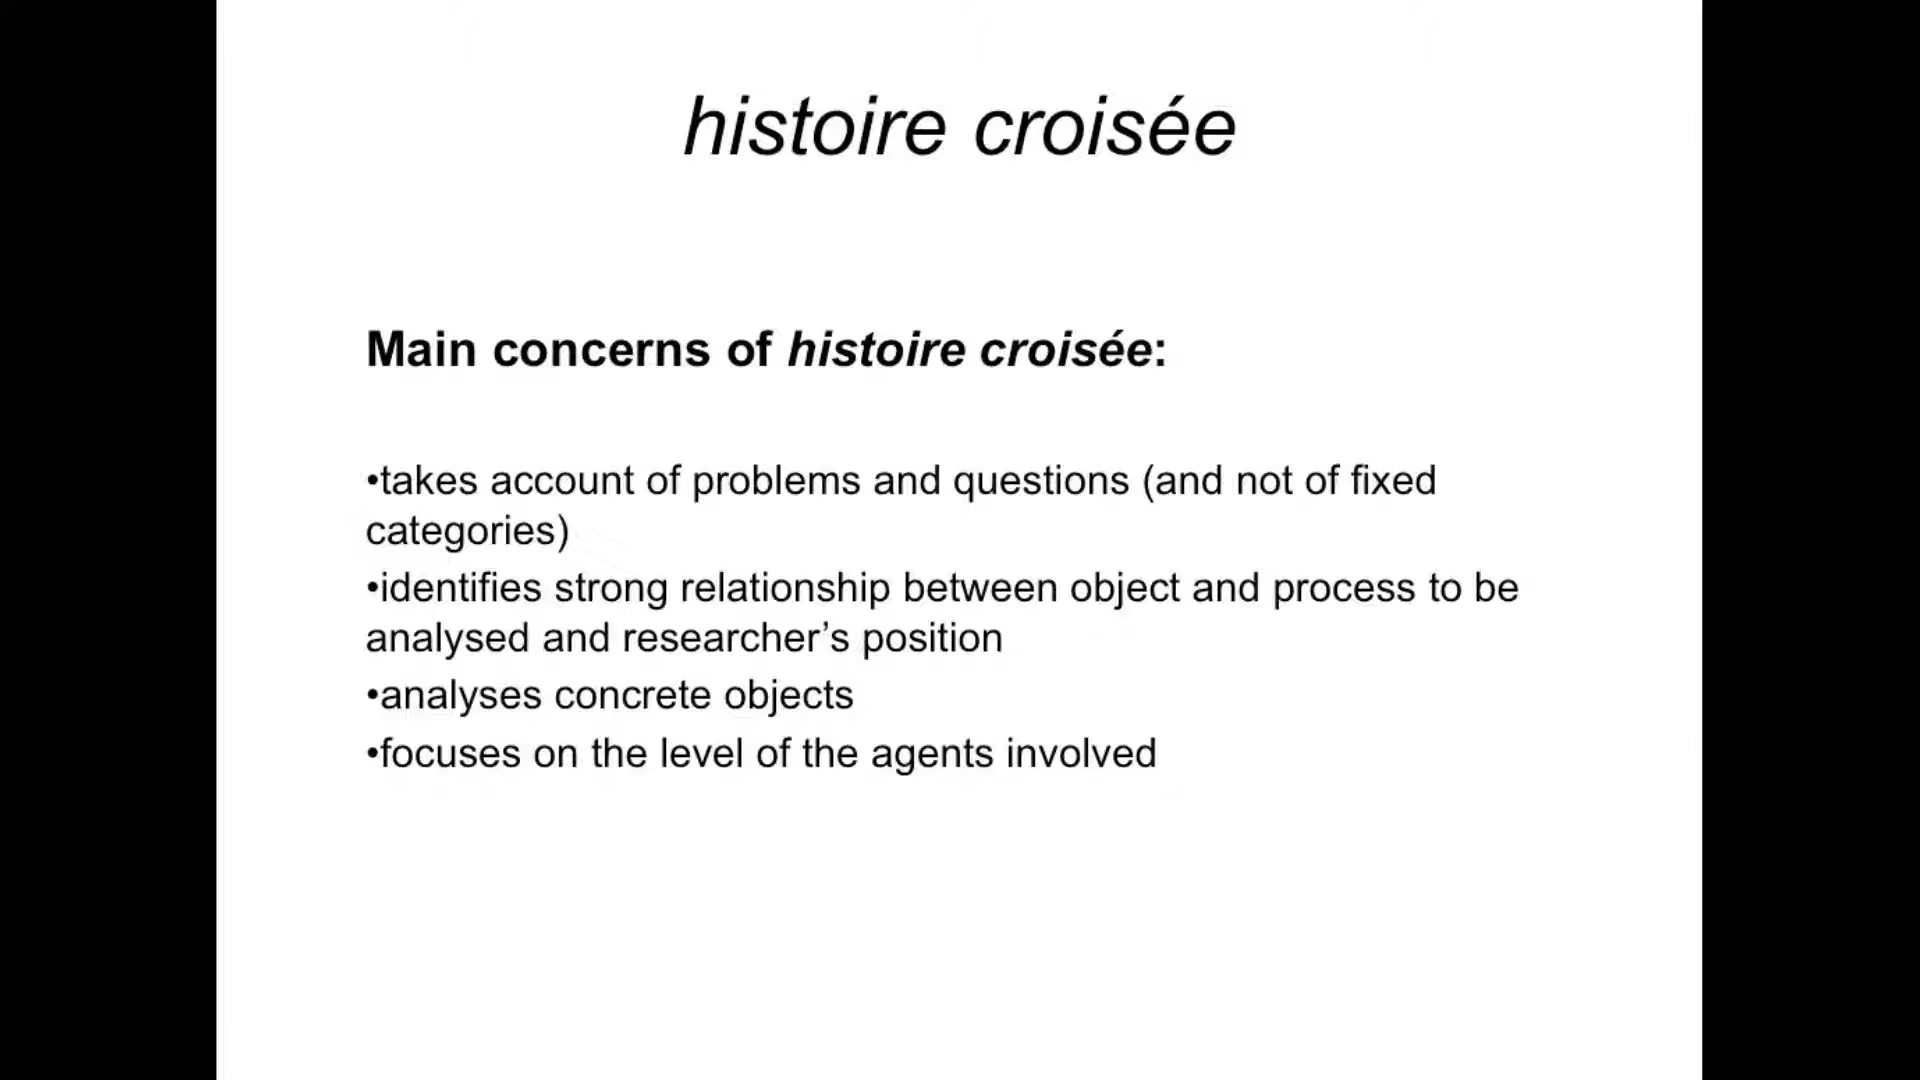 histoire croisée
Main concerns of histoire croisée:
•takes account of problems and questions (and not of fixed
categories)
•identifies strong relationship between object and process to be
analysed and researcher’s position
•analyses concrete objects
•focuses on the level of the agents involved